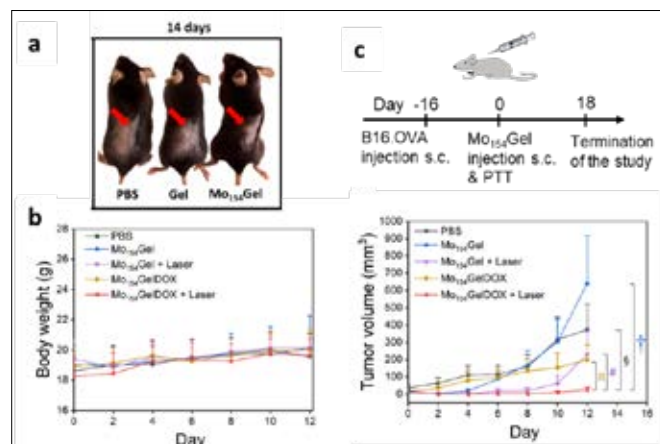 a
14 days
PBS
Gel
Mo154Gel
c
Day
-16
0
18
B16.OVA
injection s.c.
Mo154Gel
injection s.c.
& PTT
Termination
of the study
b
Body weight (g)
28
26
24
22
20
18
16
PBS
Mo154Gel
Mo154Gel + Laser
Mo154GelDOX
Mo154GelDOX + Laser
0 2 4 6 8 10 12
Day
Tumor volume (mm³)
1000
900
800
700
600
500
400
300
200
100
0
PBS
Mo154Gel
Mo154Gel + Laser
Mo154GelDOX
Mo154GelDOX + Laser
§
0 2 4 6 8 10 12 14 16
Day